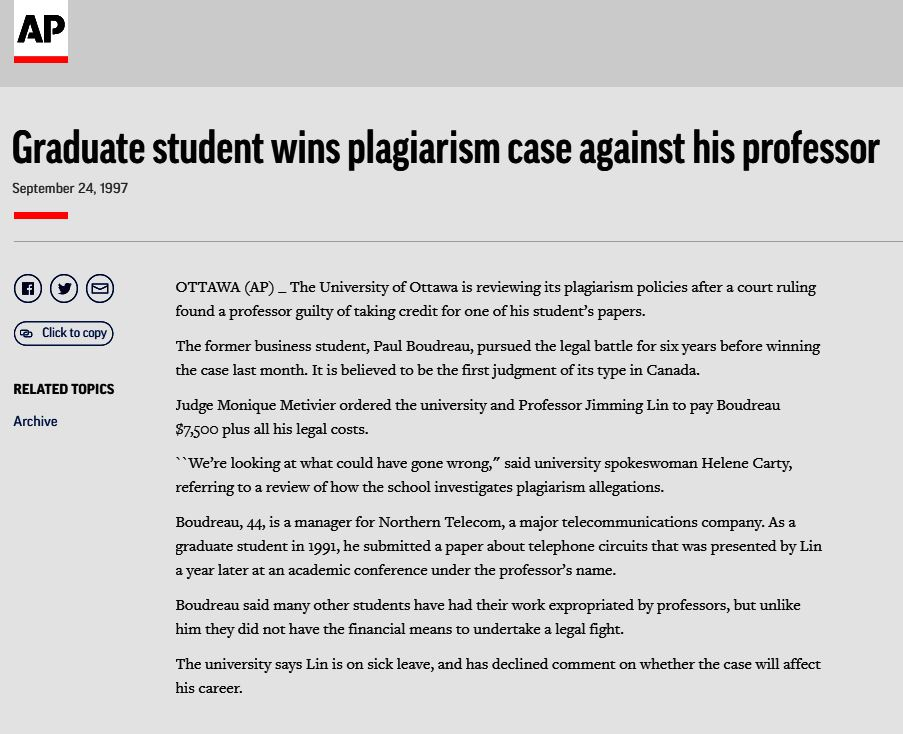 AP
Graduate student wins plagiarism case against his professor
September 24, 1997
Click to copy
RELATED TOPICS
Archive
OTTAWA (AP) _ The University of Ottawa is reviewing its plagiarism policies after a court ruling
found a professor guilty of taking credit for one of his student’s papers.
The former business student, Paul Boudreau, pursued the legal battle for six years before winning
the case last month. It is believed to be the first judgment of its type in Canada.
Judge Monique Metivier ordered the university and Professor Jimming Lin to pay Boudreau
$7,500 plus all his legal costs.
``We’re looking at what could have gone wrong,″ said university spokeswoman Helene Carty,
referring to a review of how the school investigates plagiarism allegations.
Boudreau, 44, is a manager for Northern Telecom, a major telecommunications company. As a
graduate student in 1991, he submitted a paper about telephone circuits that was presented by Lin
a year later at an academic conference under the professor’s name.
Boudreau said many other students have had their work expropriated by professors, but unlike
him they did not have the financial means to undertake a legal fight.
The university says Lin is on sick leave, and has declined comment on whether the case will affect
his career.